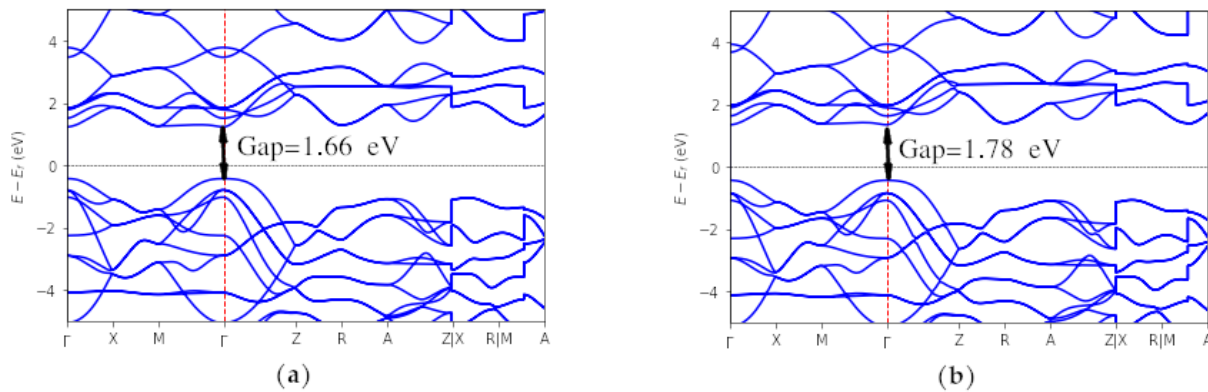 4
2
0
−2
−4
E − E_f (eV)
Gap=1.66 eV
Γ X M Γ Z R A Z|X R|M A
(a)
4
2
0
−2
−4
E − E_f (eV)
Gap=1.78 eV
Γ X M Γ Z R A Z|X R|M A
(b)